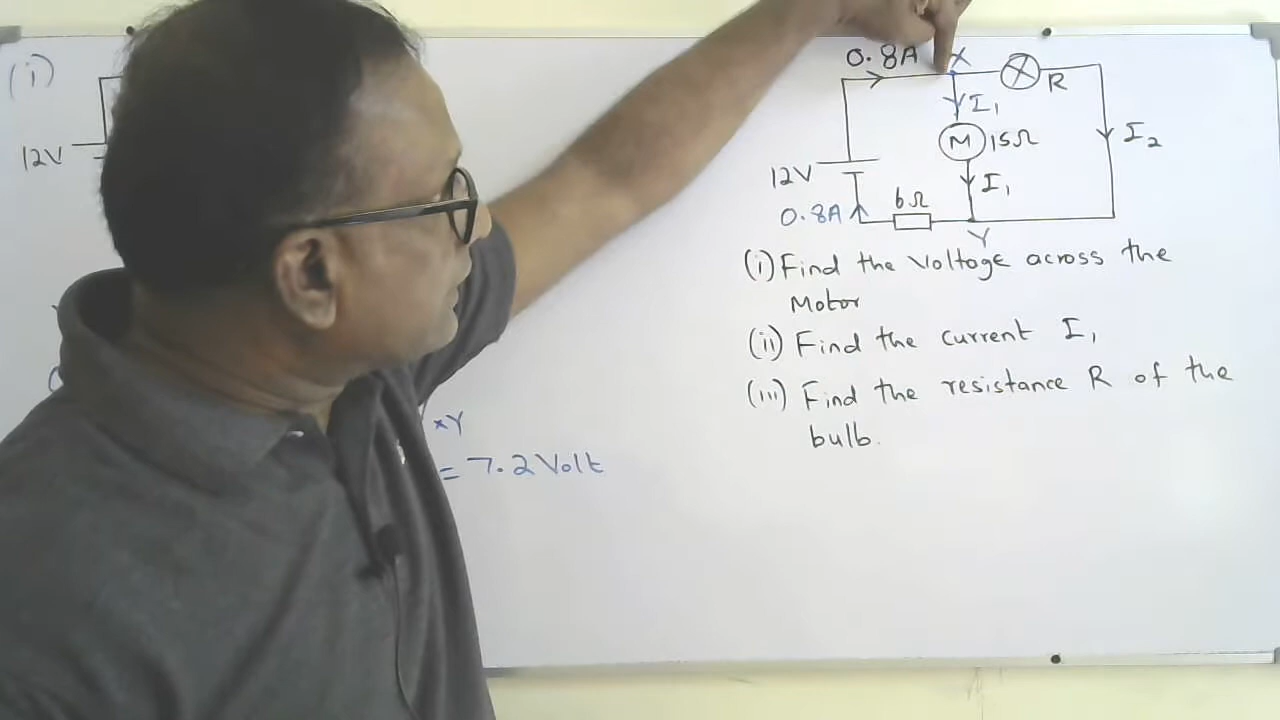 (i)
12V
XY
= 7.2 Volt
0.8A
X
R
I1
M
15Ω
I2
12V
I1
0.8A
6Ω
Y
(i) Find the Voltage across the
Motor
(ii) Find the current I1
(iii) Find the resistance R of the
bulb.